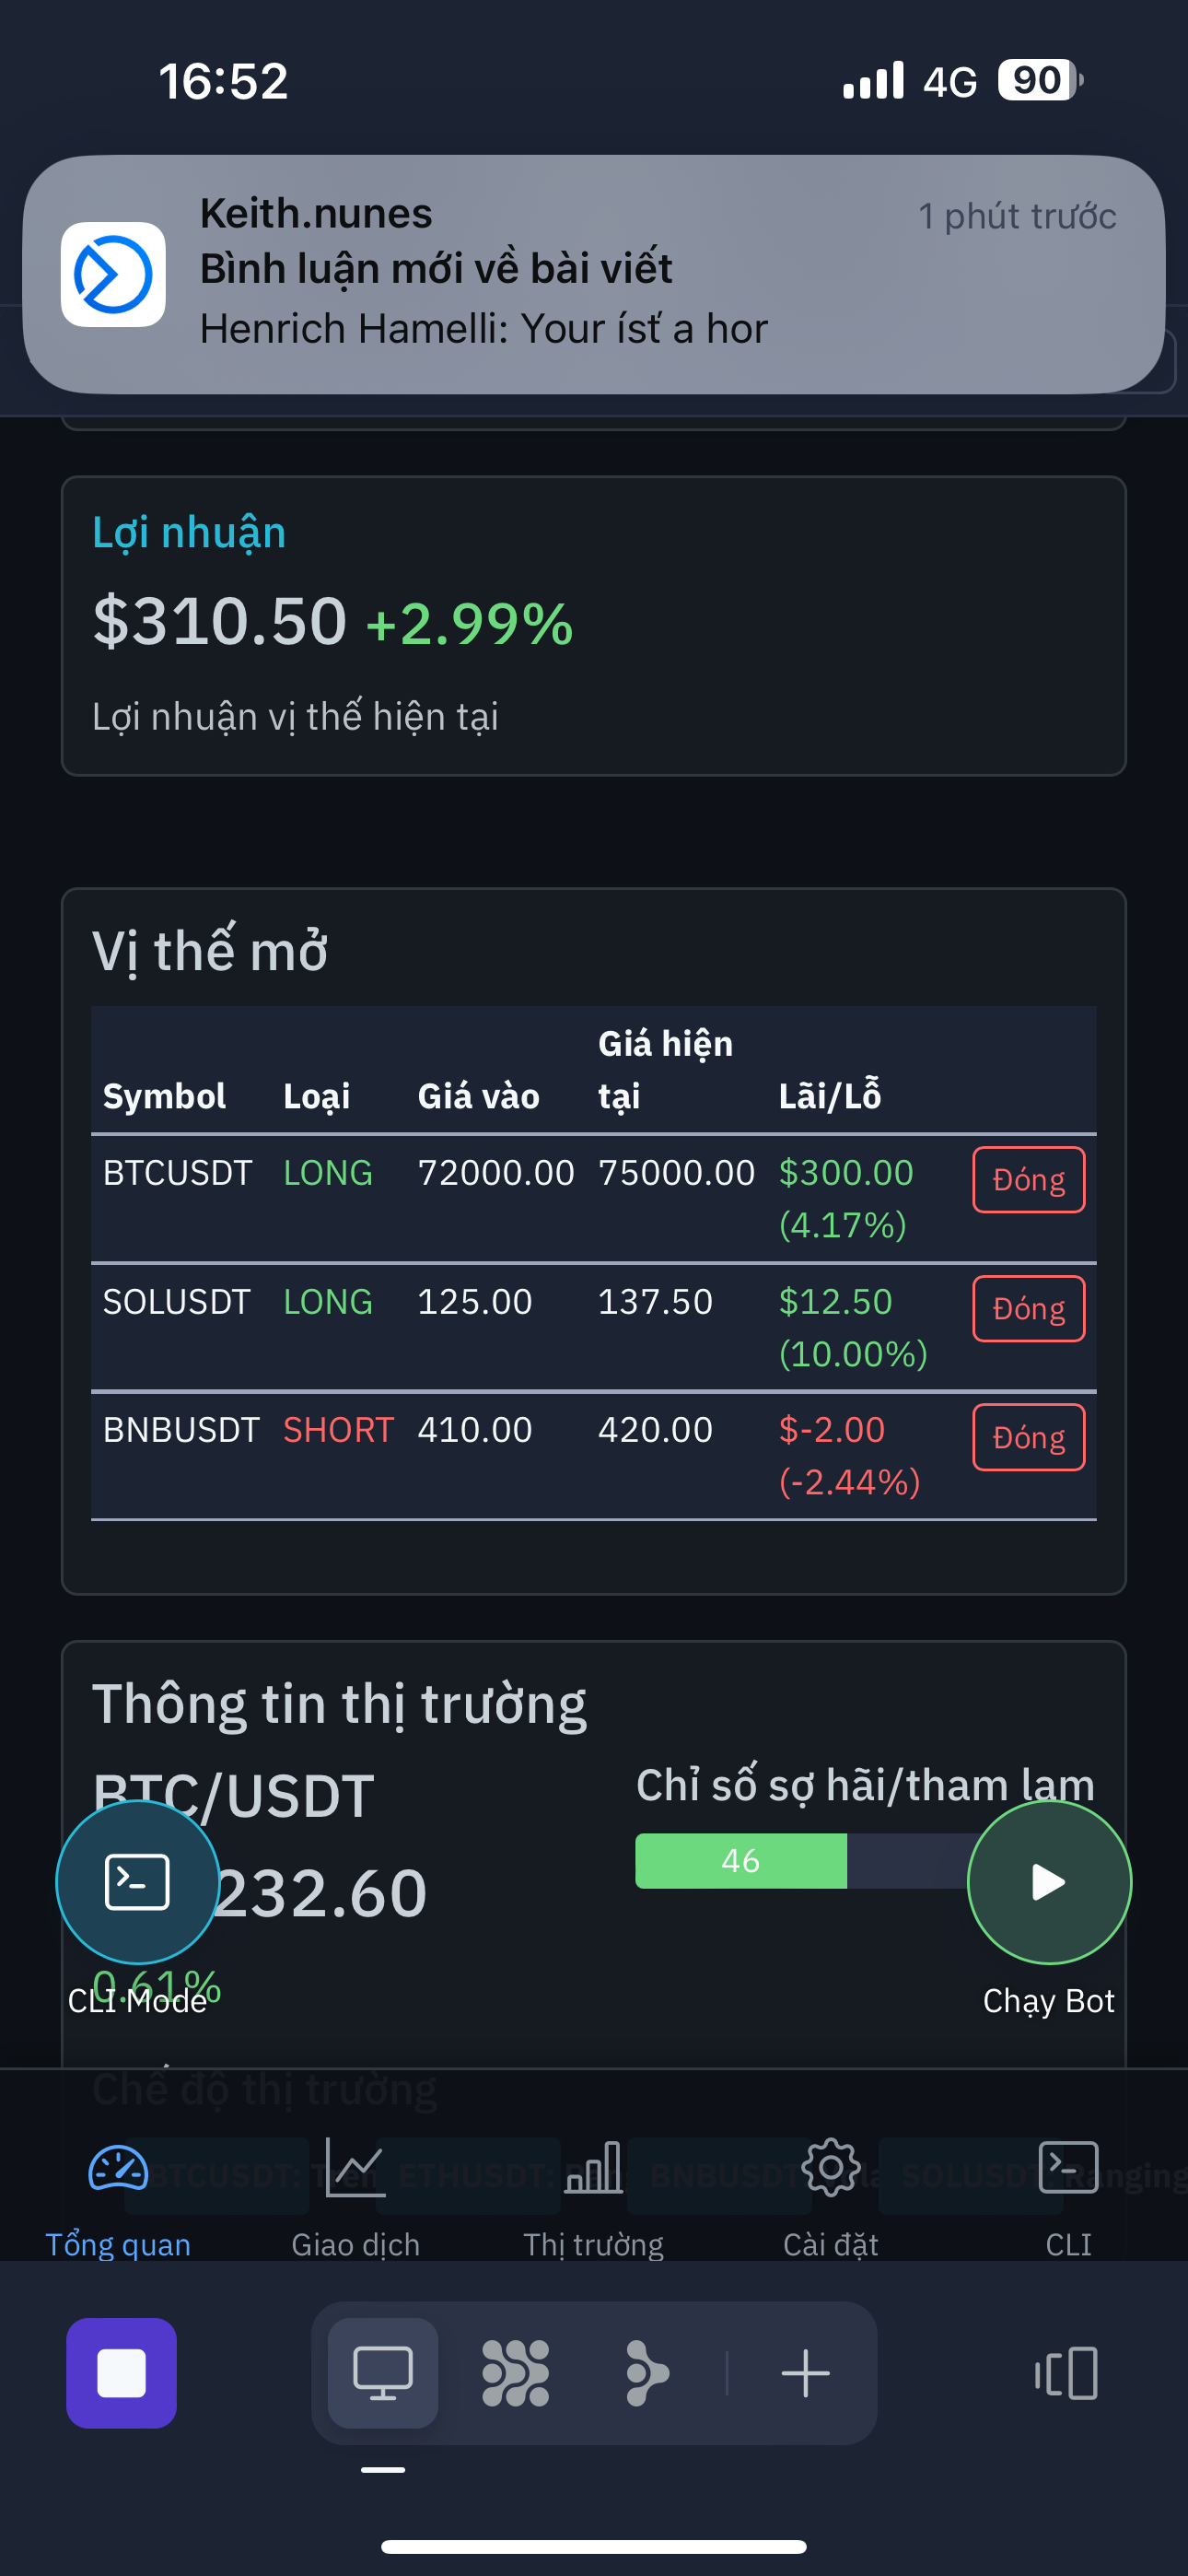 16:52
4G
90
Keith.nunes
1 phút trước
Bình luận mới về bài viết
Henrich Hamelli: Your íst́ a hor
Lợi nhuận
$310.50 +2.99%
Lợi nhuận vị thế hiện tại
Vị thế mở
Symbol Loại Giá vào Giá hiện tại Lãi/Lỗ
BTCUSDT LONG 72000.00 75000.00 $300.00 (4.17%) Đóng
SOLUSDT LONG 125.00 137.50 $12.50 (10.00%) Đóng
BNBUSDT SHORT 410.00 420.00 $-2.00 (-2.44%) Đóng
Thông tin thị trường
BTC/USDT
Chỉ số sợ hãi/tham lam
46
232.60
0.61%
CLI Mode
Chạy Bot
Chế độ thị trường
BTCUSDT: ETHUSDT: BNBUSDT SOLUSDT Ranging
Tổng quan
Giao dịch
Thị trường
Cài đặt
CLI